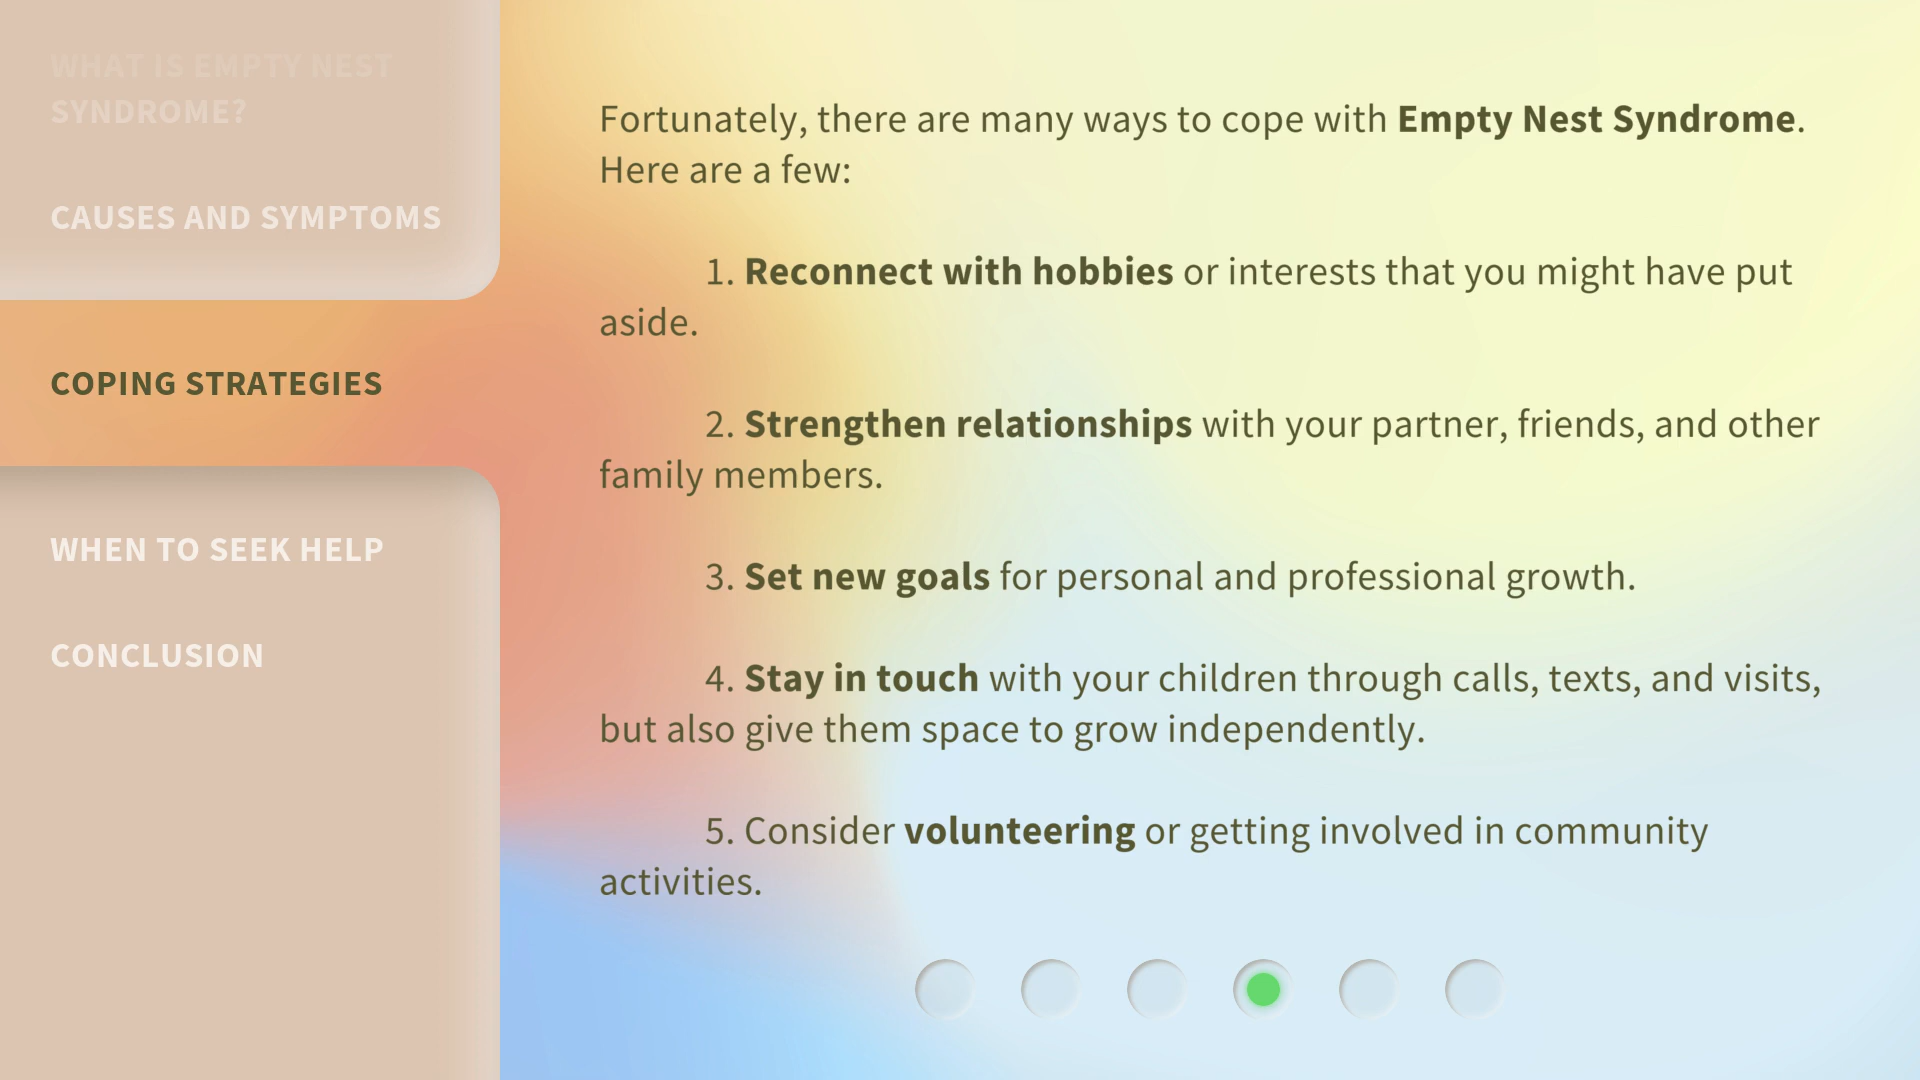 WHAT IS EMPTY NEST
SYNDROME?
CAUSES AND SYMPTOMS
COPING STRATEGIES
WHEN TO SEEK HELP
CONCLUSION
Fortunately, there are many ways to cope with Empty Nest Syndrome.
Here are a few:
1. Reconnect with hobbies or interests that you might have put
aside.
2. Strengthen relationships with your partner, friends, and other
family members.
3. Set new goals for personal and professional growth.
4. Stay in touch with your children through calls, texts, and visits,
but also give them space to grow independently.
5. Consider volunteering or getting involved in community
activities.